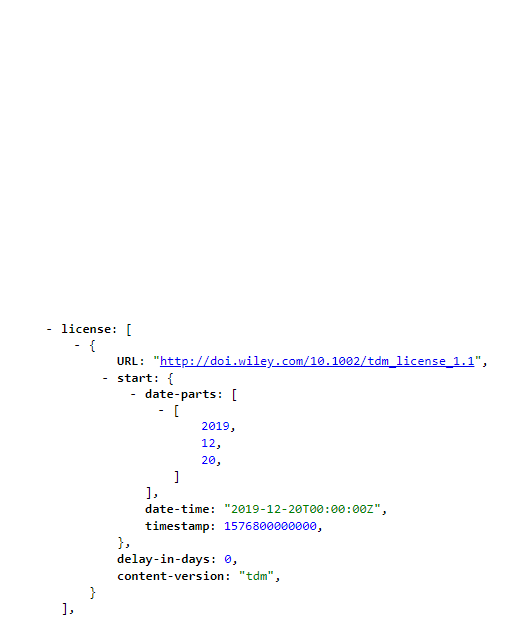 - license: [
- {
URL: "http://doi.wiley.com/10.1002/tdm_license_1.1",
- start: {
- date-parts: [
- [
2019,
12,
20,
]
],
date-time: "2019-12-20T00:00:00Z",
timestamp: 1576800000000,
},
delay-in-days: 0,
content-version: "tdm",
}
],